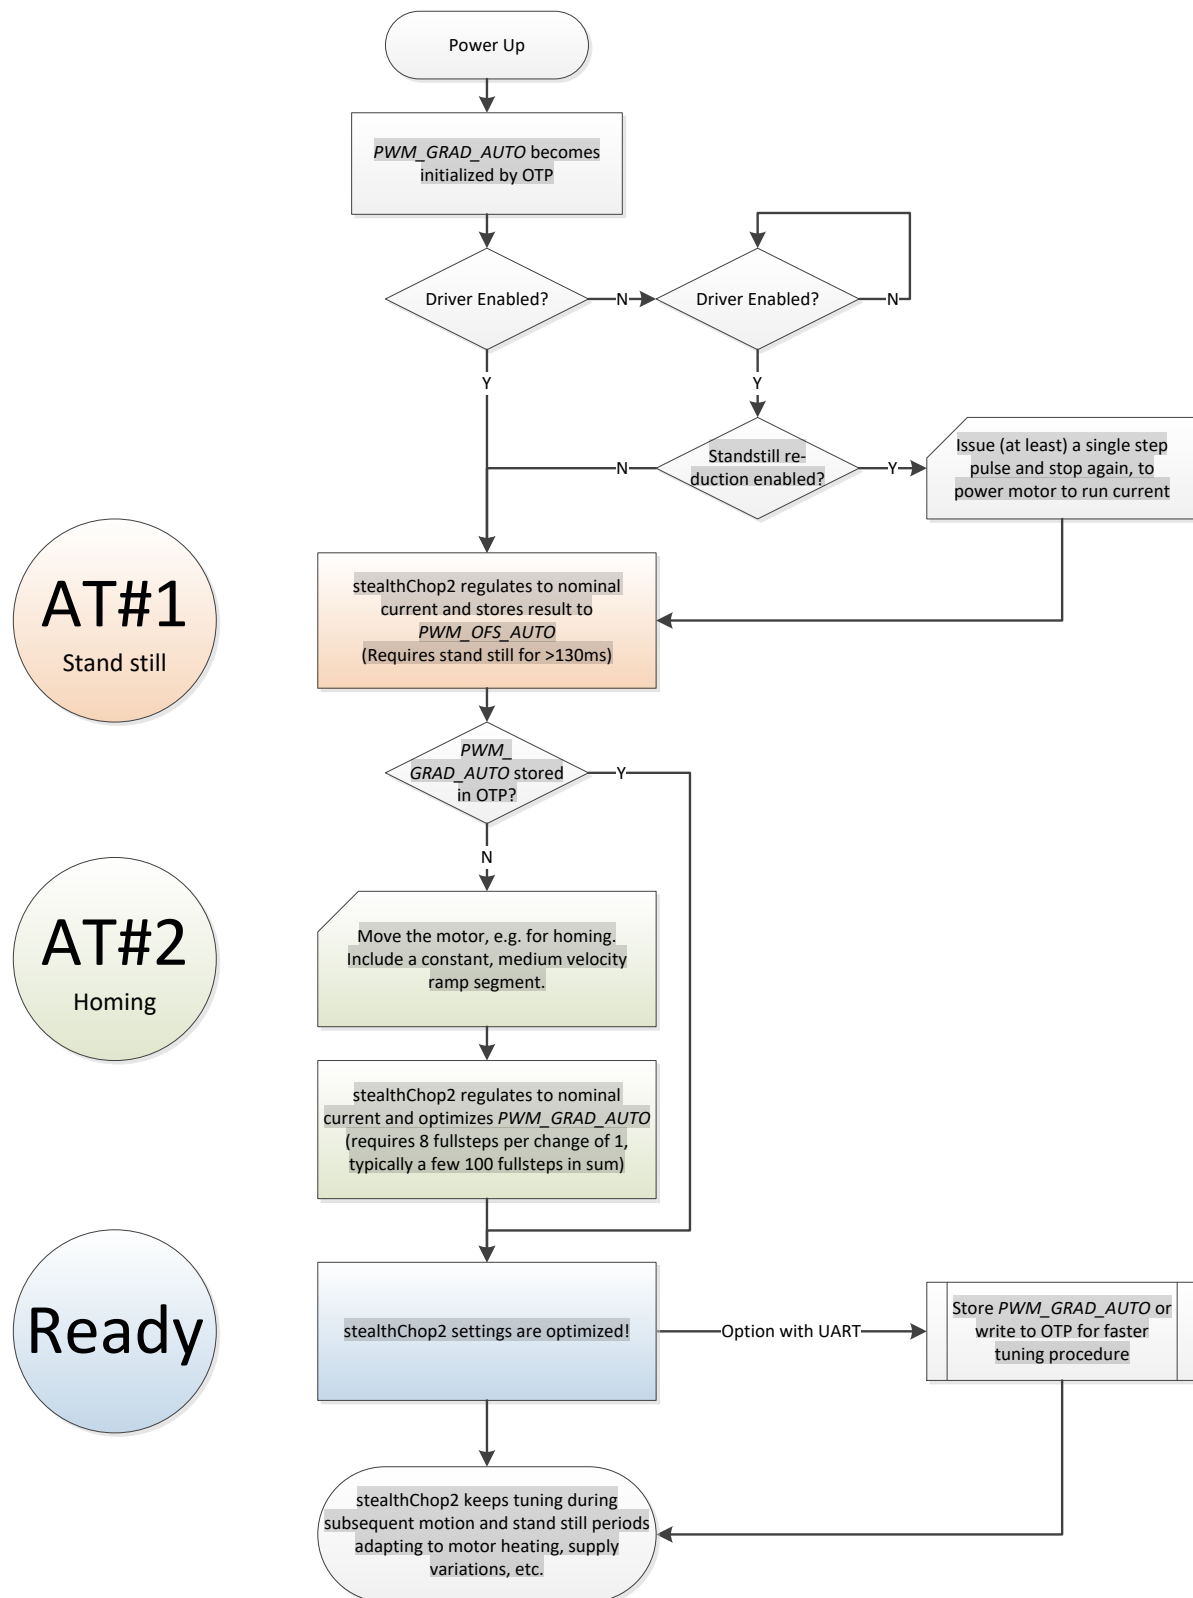 Power Up
PWM_GRAD_AUTO becomes
initialized by OTP
Driver Enabled?
N
Driver Enabled?
N
Y
Y
Standstill re-
duction enabled?
N
Y
Issue (at least) a single step
pulse and stop again, to
power motor to run current
AT#1
Stand still
stealthChop2 regulates to nominal
current and stores result to
PWM_OFS_AUTO
(Requires stand still for >130ms)
PWM_
GRAD_AUTO stored
in OTP?
Y
N
AT#2
Homing
Move the motor, e.g. for homing.
Include a constant, medium velocity
ramp segment.
stealthChop2 regulates to nominal
current and optimizes PWM_GRAD_AUTO
(requires 8 fullsteps per change of 1,
typically a few 100 fullsteps in sum)
Ready
stealthChop2 settings are optimized!
Option with UART
Store PWM_GRAD_AUTO or
write to OTP for faster
tuning procedure
stealthChop2 keeps tuning during
subsequent motion and stand still periods
adapting to motor heating, supply
variations, etc.